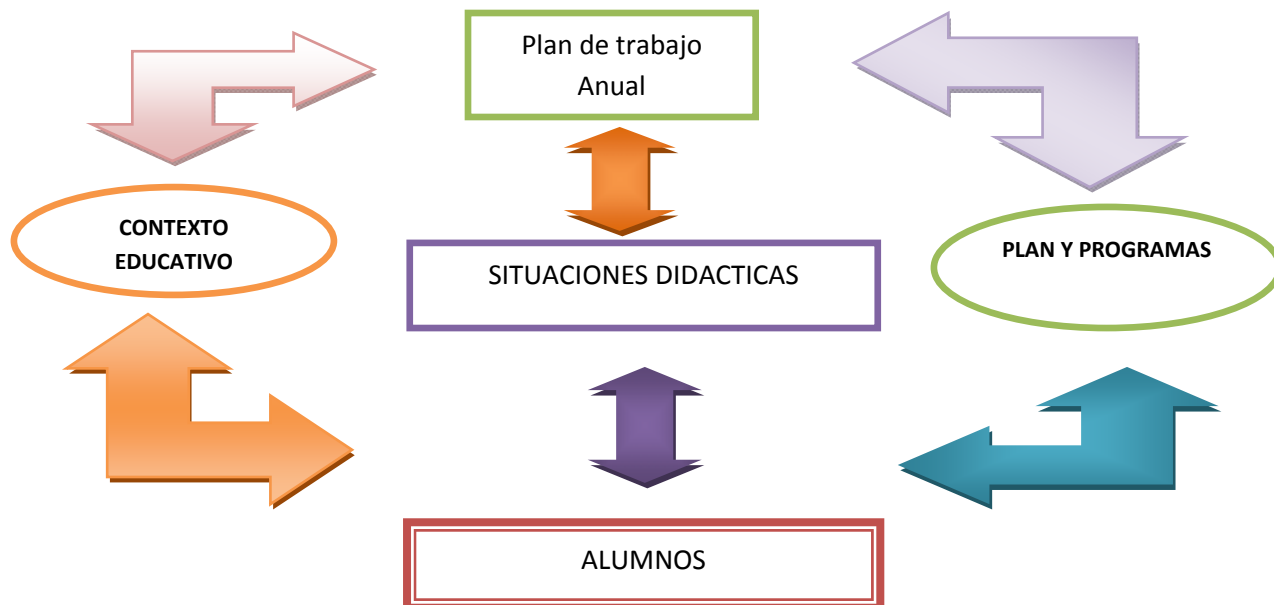 Plan de trabajo
Anual
CONTEXTO
EDUCATIVO
PLAN Y PROGRAMAS
SITUACIONES DIDACTICAS
ALUMNOS